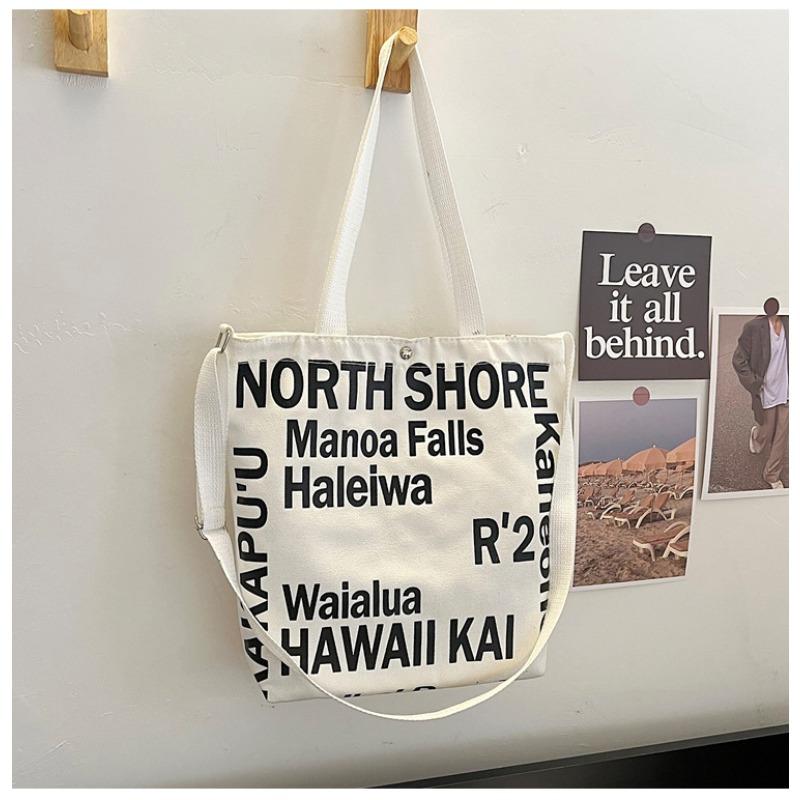 NORTH SHORE
Manoa Falls
Haleiwa
R'2
Waialua
HAWAII KAI
Leave
it all
behind.